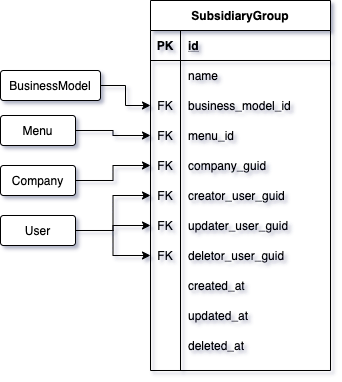 SubsidiaryGroup
PK id
name
BusinessModel
FK business_model_id
Menu
FK menu_id
Company
FK company_guid
FK creator_user_guid
User
FK updater_user_guid
FK deletor_user_guid
created_at
updated_at
deleted_at